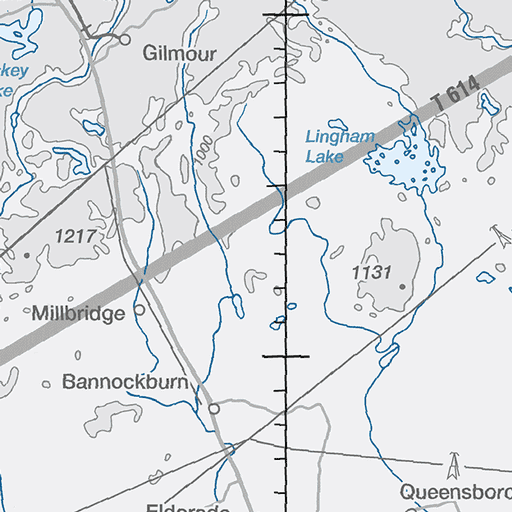 Gilmour
T 614
Lingham
Lake
1000
1217
1131
Millbridge
Bannockburn
Queensboro